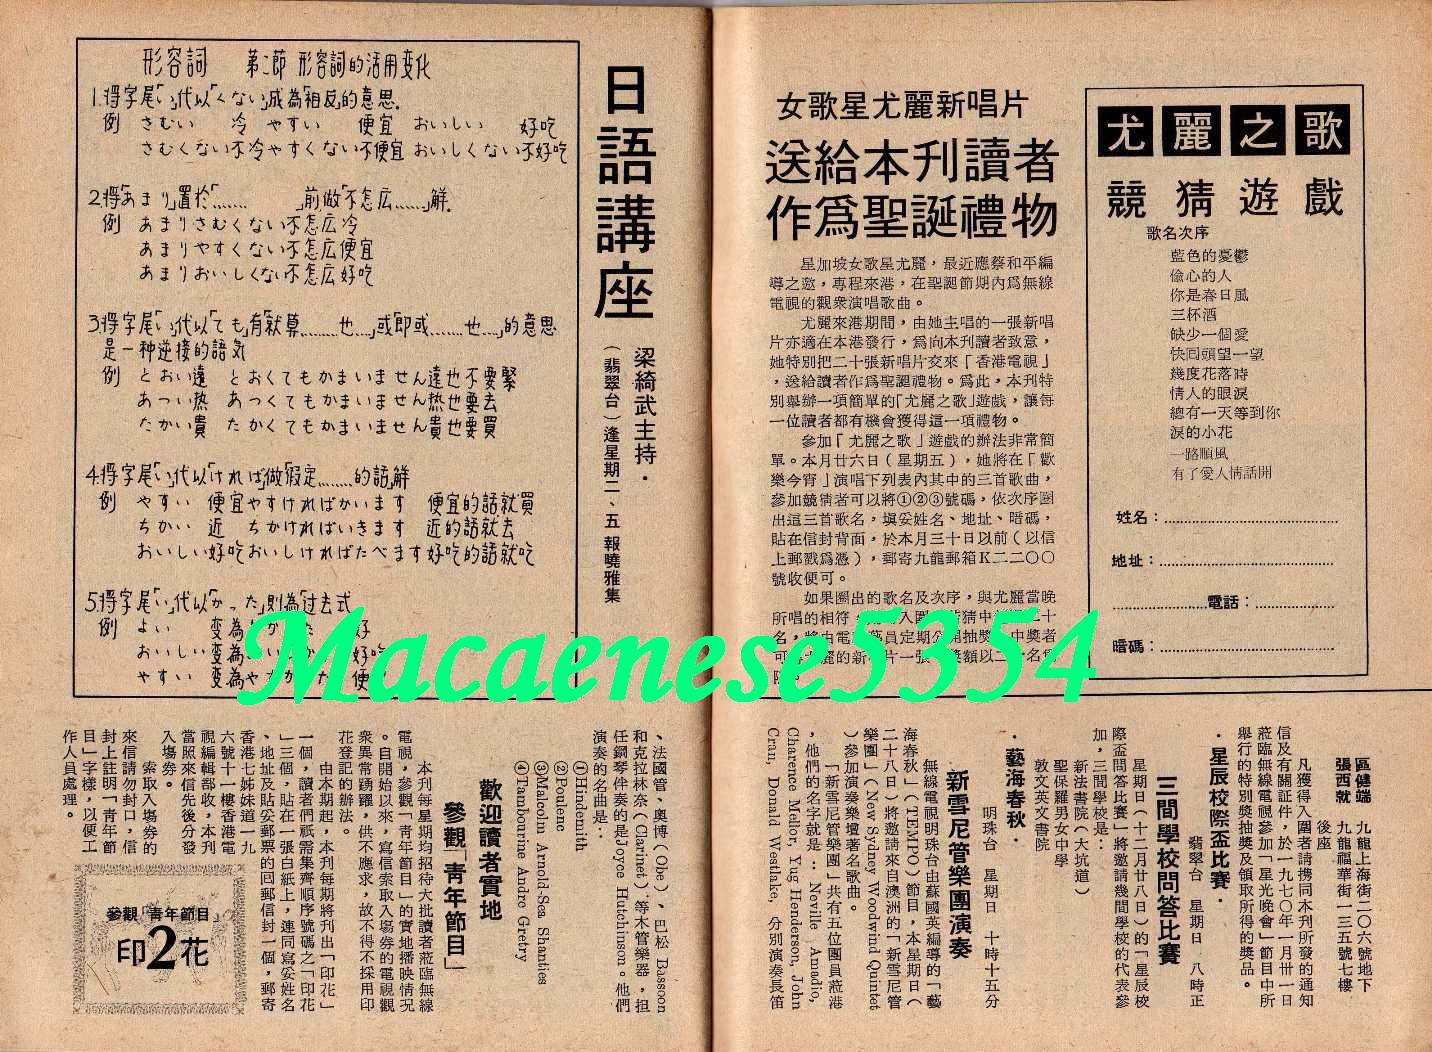 形容詞 第二節 形容詞的活用变化
1.将字尾「い」代以「くない」成為「相反」的意思.
例 さむい 冷 やすい 便宜 おいしい 好吃
さむくない不冷やすくない不便宜おいしくない不好吃
2.将「あまり」置於「……」前,做「不怎広……」解.
例 あまりさむくない不怎広冷
あまりやすくない不怎広便宜
あまりおいしくない不怎広好吃
3.将字尾「い」代以「ても」有「就算……也…」或「即或……也…」的意思
是一种逆接的語気
例 とおい遠 とおくてもかまいません遠也不要緊
あつい热 あつくてもかまいません热也要去
たかい貴 たかくてもかまいません貴也要買
4.将字尾「い」代以「ければ」做「假定……的話」解
例 やすい 便宜やすければかいます 便宜的話就買
ちかい 近 ちかければいきます 近的話就去
おいしい好吃おいしければたべます好吃的話就吃
5.将字尾「い」代以「かった」則為「过去式
例 よい 変為 好
おいしい 変為 好吃
やすい 変為
日語講座
梁綺武主持・
(翡翠台)逢星期二、五 報曉雅集
女歌星尤麗新唱片
送給本刋讀者
作爲聖誕禮物
星加坡女歌星尤麗,最近應蔡和平編
導之邀,專程來港,在聖誕節期內爲無線
電視的觀衆演唱歌曲。
尤麗來港期間,由她主唱的一張新唱
片亦適在本港發行,爲向本刋讀者致意,
她特別把二十張新唱片交來「香港電視」
,送給讀者作爲聖誕禮物。爲此,本刋特
別舉辦一項簡單的「尤麗之歌」遊戲,讓每
一位讀者都有機會獲得這一項禮物。
參加「尤麗之歌」遊戲的辦法非常簡
單。本月廿六日(星期五),她將在「歡
樂今宵」演唱下列表內其中的三首歌曲,
參加競猜者可以將①②③號碼,依次序圈
出這三首歌名,塡妥姓名、地址、暗碼,
貼在信封背面,於本月三十日以前(以信
上郵戳爲憑),郵寄九龍郵箱K二二〇〇
號收便可。
如果圈出的歌名及次序,與尤麗當晚
所唱的相符
尤麗之歌
競猜遊戲
歌名次序
藍色的憂鬱
偸心的人
你是春日風
三杯酒
缺少一個愛
快回頭望一望
幾度花落時
情人的眼淚
總有一天等到你
淚的小花
一路順風
有了愛人情話開
姓名:
地址:
電話:
暗碼:
Macaenese5354
區健端 九龍上海街二〇六號地下
後座
張西就 九龍福華街一三五號七樓
凡獲得入圍者請携同本刋所發的通知
信及有關証件,於一九七〇年一月卅一日
蒞臨無線電視參加「星光晚會」節目中所
舉行的特別獎抽獎及領取所得的獎品。
・星辰校際盃比賽・
翡翠台 星期日 八時正
三間學校問答比賽
星期日(十二月廿八日)的「星辰校
際盃問答比賽」將邀請幾間學校的代表參
加,三間學校是:
新法書院(大坑道)
聖保羅男女中學
敦文英文書院
・藝海春秋・
明珠台 星期日 十時十五分
新雪尼管樂團演奏
無線電視明珠台由蘇國英編導的「藝
海春秋」(TEMPO)節目,本星期日(
二十八日)將邀請來自澳洲的「新雪尼管
樂團」(New Sydney Woodwind Quintet
)參加演奏樂壇著名歌曲。
「新雪尼管樂團」共有五位團員蒞港
,他們的名字就是:Neville Amadio,
Charence Mellor, Yug Henderson, John
Cran, Donald Westlake, 分別演奏長笛
、法國管、奧博(Obe)、巴松 Bassoon
和克拉林奈(Clarinet)等木管樂器,担
任鋼琴伴奏的是Joyce Hutchinson。他們
演奏的名曲是:
①Hindemith
②Poulene
③Malcolm Arnold-Sea Shanties
④Tambourine Andre Gretry
歡迎讀者實地
參觀「靑年節目」
本刋每星期均招待大批讀者蒞臨無線
電視,參觀「靑年節目」的實地播映情況
。自開始以來,寫信索取入場券的電視觀
衆異常踴躍,供不應求,故不得不採用印
花登記的辦法。
由本期起,本刋每期將刋出「印花」
一個,讀者們祇需集齊順序號碼之「印花
」三個,貼在一張白紙上,連同寫妥姓名
、地址及貼妥郵票的回郵信封一個,郵寄
香港七姊妹道一九
六號十一樓香港電
視編輯部收,本刋
當照來信先後分發
入場券。
索取入場券的
來信請勿封口,信
封上註明「靑年節
目」字樣,以便工
作人員處理。
參觀「靑年節目」
印2花